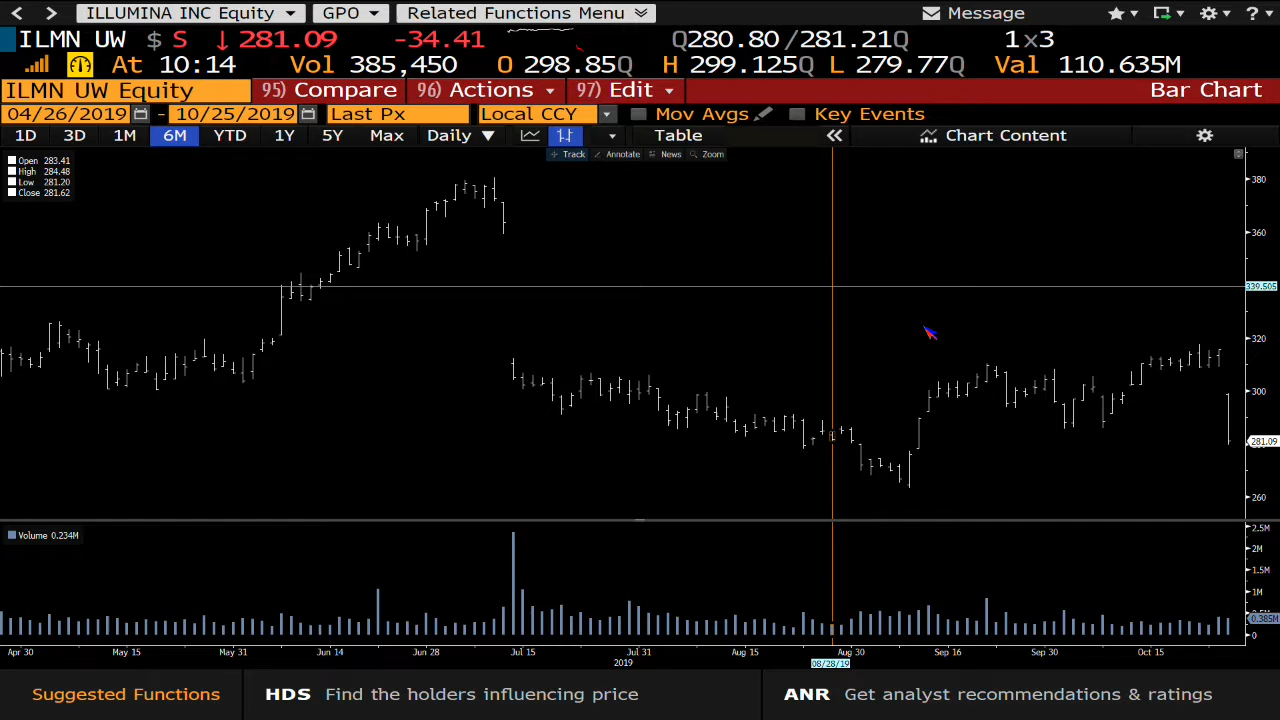 ILLUMINA INC Equity GPO Related Functions Menu Message
ILMN UW $ S ↓281.09 -34.41 Q280.80/281.21Q 1x3
At 10:14 Vol 385,450 O 298.85Q H 299.125Q L 279.77Q Val 110.635M
ILMN UW Equity 95) Compare 96) Actions 97) Edit Bar Chart
04/26/2019 - 10/25/2019 Last Px Local CCY Mov Avgs Key Events
1D 3D 1M 6M YTD 1Y 5Y Max Daily ▼ Table « Chart Content
Track Annotate News Zoom
Open 283.41
High 284.48
Low 281.20
Close 281.62
380
360
339.505
320
300
281.09
260
Volume 0.234M
2.5M
2M
1.5M
1M
0.385M
0
Apr 30 May 15 May 31 Jun 14 Jun 28 Jul 15 Jul 31 Aug 15 Aug 30 Sep 16 Sep 30 Oct 15
2019 08/28/19
Suggested Functions HDS Find the holders influencing price ANR Get analyst recommendations & ratings